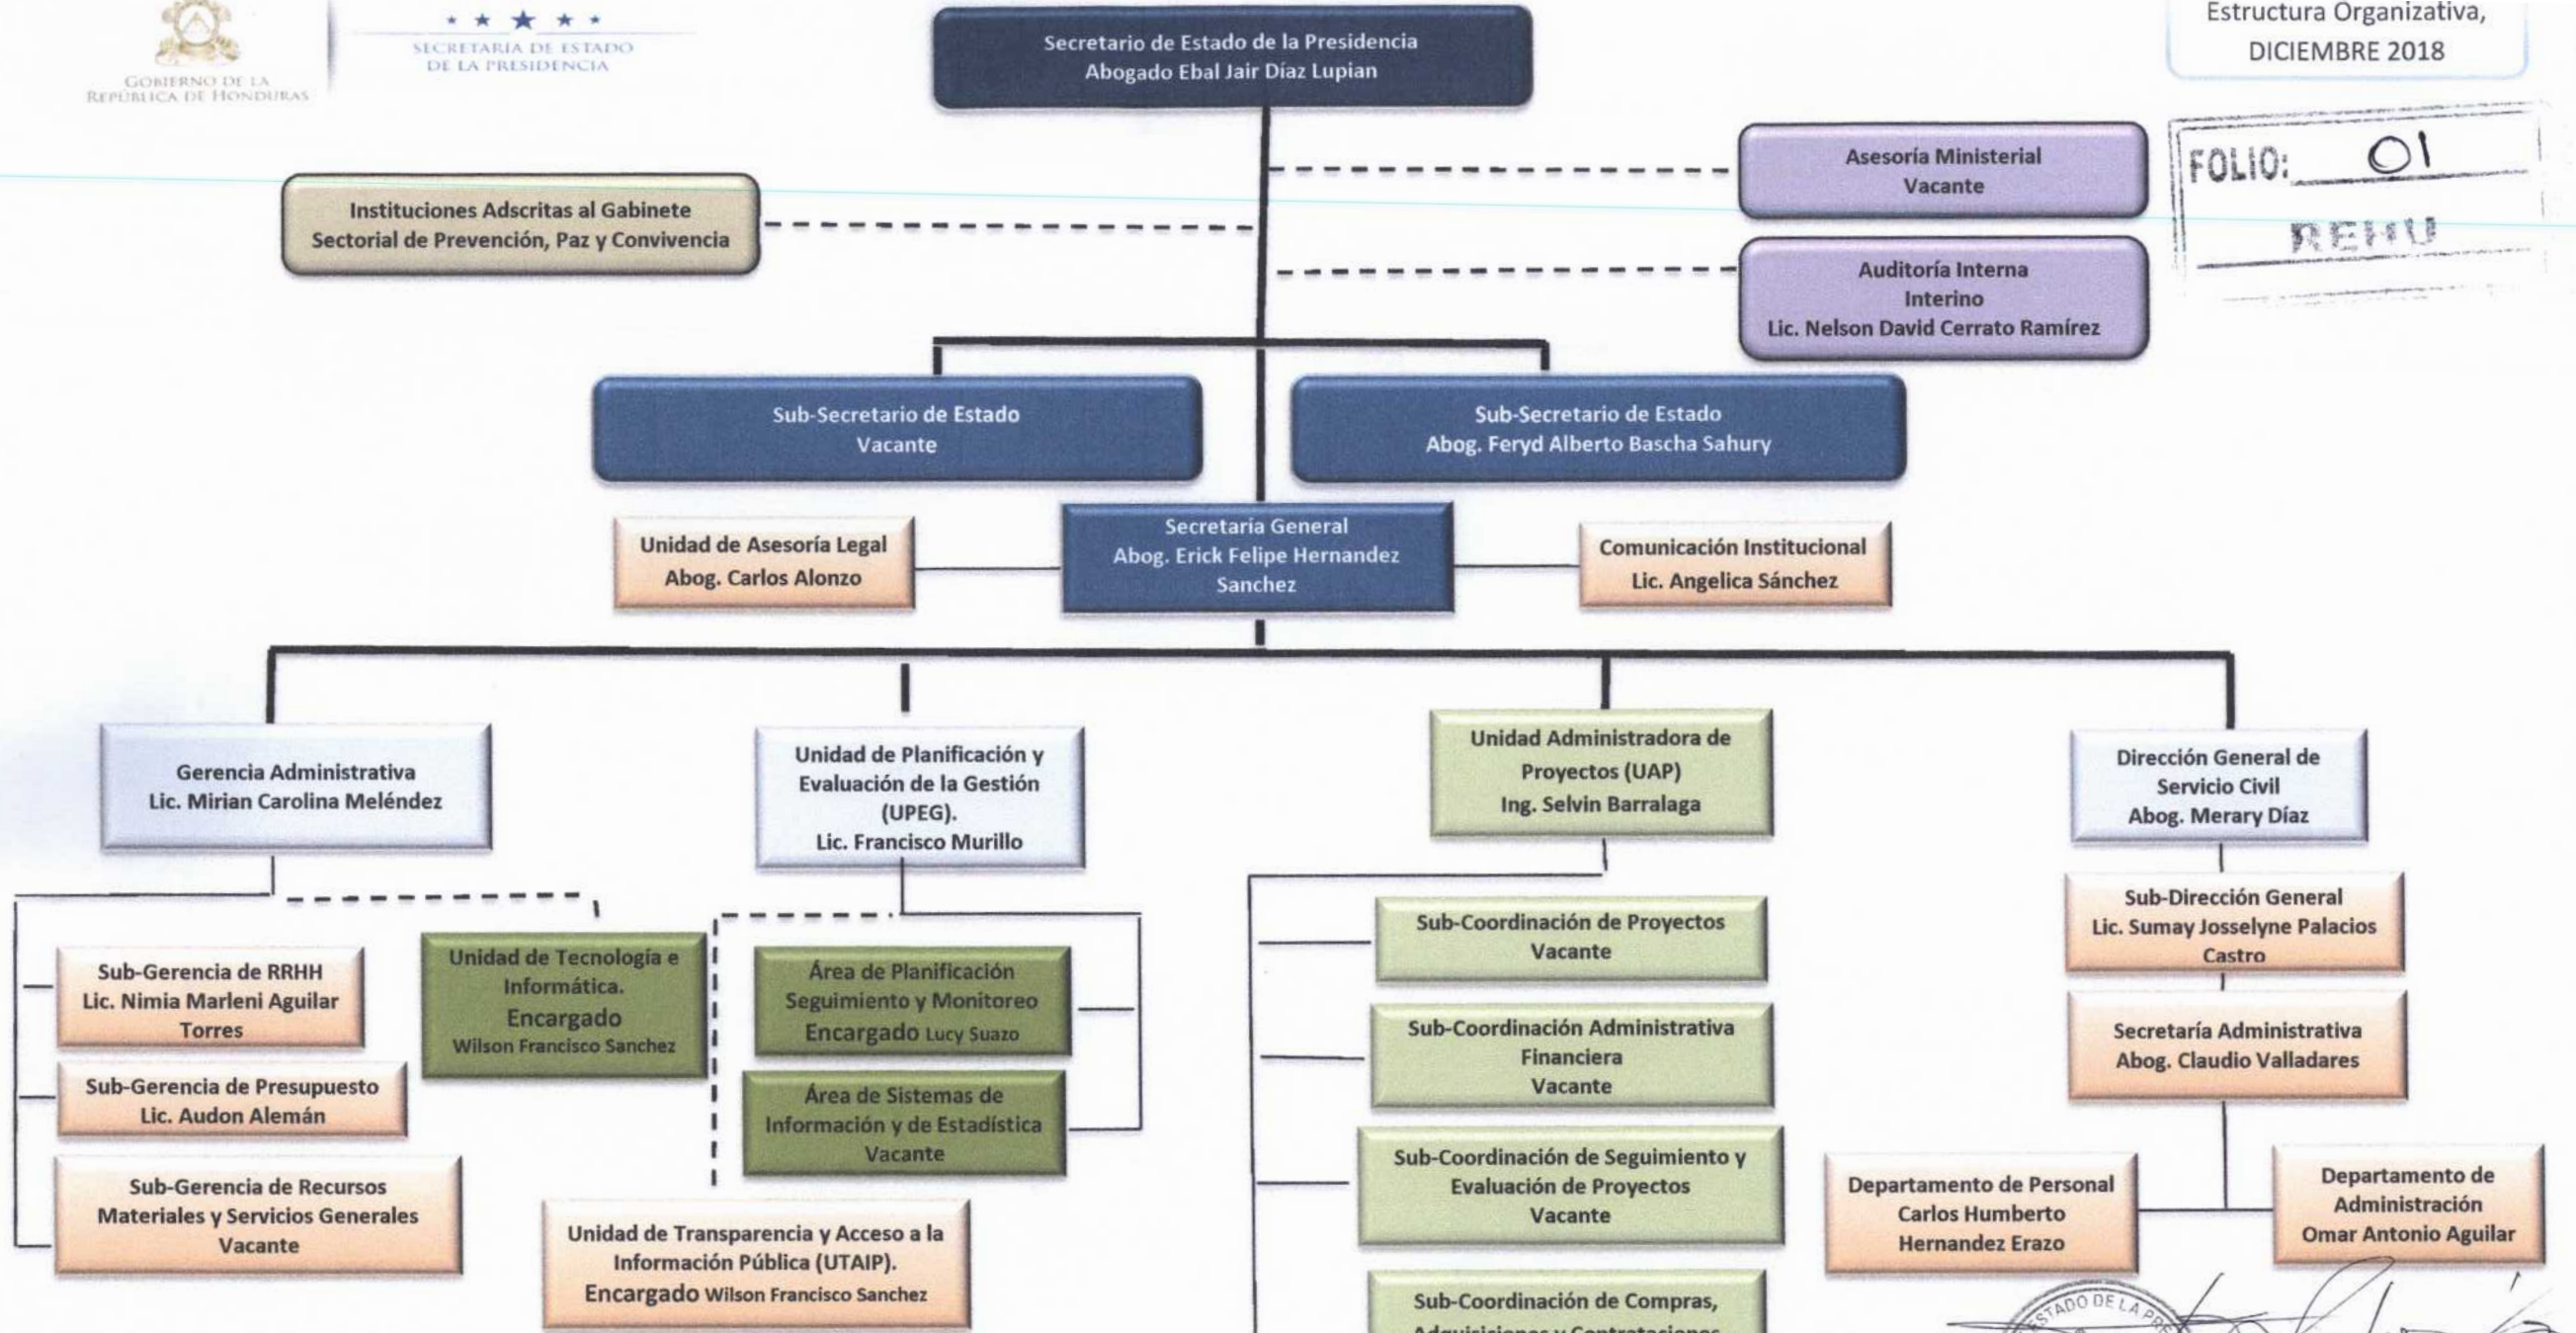 GOBIERNO DE LA
REPÚBLICA DE HONDURAS
SECRETARÍA DE ESTADO
DE LA PRESIDENCIA
Secretario de Estado de la Presidencia
Abogado Ebal Jair Díaz Lupian
Estructura Organizativa,
DICIEMBRE 2018
FOLIO: 01
REHU
Asesoría Ministerial
Vacante
Instituciones Adscritas al Gabinete
Sectorial de Prevención, Paz y Convivencia
Auditoría Interna
Interino
Lic. Nelson David Cerrato Ramírez
Sub-Secretario de Estado
Vacante
Sub-Secretario de Estado
Abog. Feryd Alberto Bascha Sahury
Unidad de Asesoría Legal
Abog. Carlos Alonzo
Secretaria General
Abog. Erick Felipe Hernandez
Sanchez
Comunicación Institucional
Lic. Angelica Sánchez
Gerencia Administrativa
Lic. Mirian Carolina Meléndez
Unidad de Planificación y
Evaluación de la Gestión
(UPEG).
Lic. Francisco Murillo
Unidad Administradora de
Proyectos (UAP)
Ing. Selvin Barralaga
Dirección General de
Servicio Civil
Abog. Merary Díaz
Sub-Gerencia de RRHH
Lic. Nimia Marleni Aguilar
Torres
Sub-Gerencia de Presupuesto
Lic. Audon Alemán
Sub-Gerencia de Recursos
Materiales y Servicios Generales
Vacante
Unidad de Tecnología e
Informática.
Encargado
Wilson Francisco Sanchez
Área de Planificación
Seguimiento y Monitoreo
Encargado Lucy Suazo
Área de Sistemas de
Información y de Estadística
Vacante
Unidad de Transparencia y Acceso a la
Información Pública (UTAIP).
Encargado Wilson Francisco Sanchez
Sub-Coordinación de Proyectos
Vacante
Sub-Coordinación Administrativa
Financiera
Vacante
Sub-Coordinación de Seguimiento y
Evaluación de Proyectos
Vacante
Sub-Coordinación de Compras,
Adquisiciones y Contrataciones
Sub-Dirección General
Lic. Sumay Josselyne Palacios
Castro
Secretaría Administrativa
Abog. Claudio Valladares
Departamento de Personal
Carlos Humberto
Hernandez Erazo
Departamento de
Administración
Omar Antonio Aguilar
ESTADO DE LA